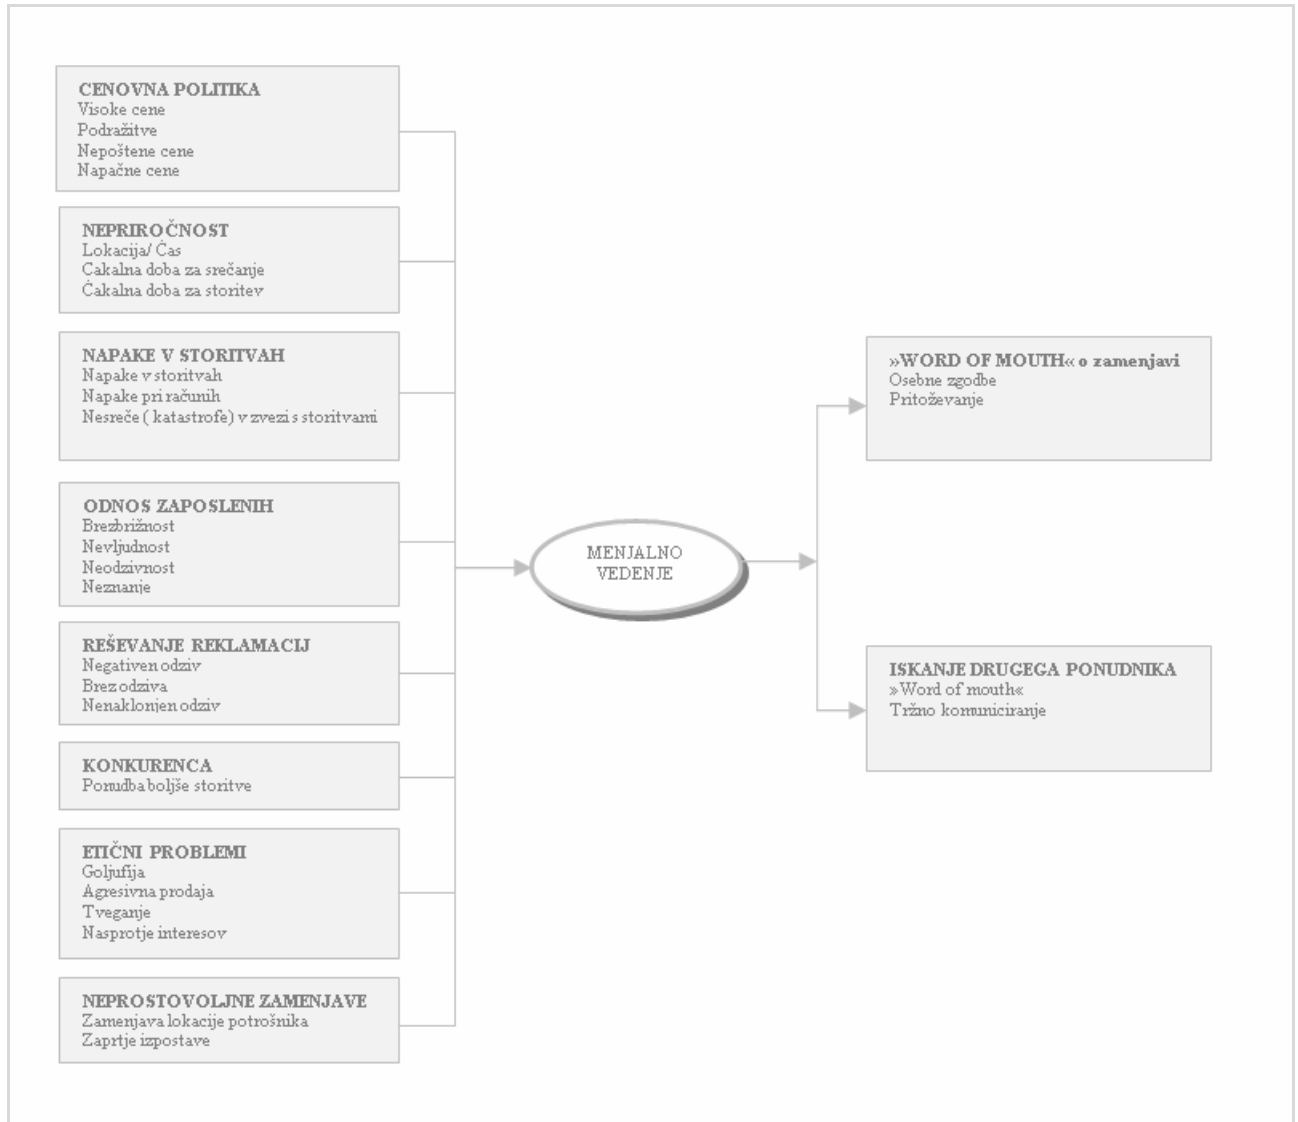 CENOVNA POLITIKA
Visoke cene
Podražitve
Nepoštene cene
Napačne cene
NEPRIROČNOST
Lokacija/ Čas
Čakalna doba za srečanje
Čakalna doba za storitev
NAPAKE V STORITVAH
Napake v storitvah
Napake pri računih
Nesreče ( katastrofe) v zvezi s storitvami
ODNOS ZAPOSLENIH
Brezbrižnost
Nevljudnost
Neodzivnost
Neznanje
REŠEVANJE REKLAMACIJ
Negativen odziv
Brez odziva
Nenaklonjen odziv
KONKURENCA
Ponudba boljše storitve
ETIČNI PROBLEMI
Goljufija
Agresivna prodaja
Tveganje
Nasprotje interesov
NEPROSTOVOLJNE ZAMENJAVE
Zamenjava lokacije potrošnika
Zaprtje izpostave
MENJALNO
VEDENJE
»WORD OF MOUTH« o zamenjavi
Osebne zgodbe
Pritoževanje
ISKANJE DRUGEGA PONUDNIKA
»Word of mouth«
Tržno komuniciranje